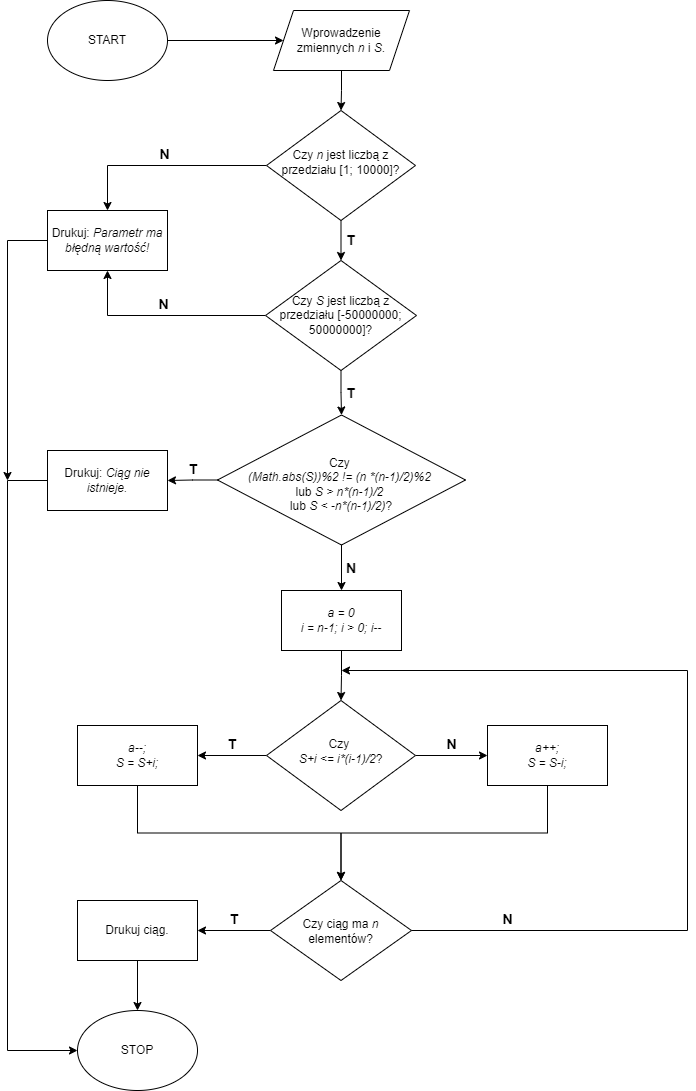 START
Wprowadzenie
zmiennych n i S.
Czy n jest liczbą z
przedziału [1; 10000]?
N
T
Drukuj: Parametr ma
błędną wartość!
Czy S jest liczbą z
przedziału [-50000000;
50000000]?
N
T
Czy
(Math.abs(S))%2 != (n *(n-1)/2)%2
lub S > n*(n-1)/2
lub S < -n*(n-1)/2)?
T
Drukuj: Ciąg nie
istnieje.
N
a = 0
i = n-1; i > 0; i--
Czy
S+i <= i*(i-1)/2?
T
a--;
S = S+i;
N
a++;
S = S-i;
Czy ciąg ma n
elementów?
T
N
Drukuj ciąg.
STOP